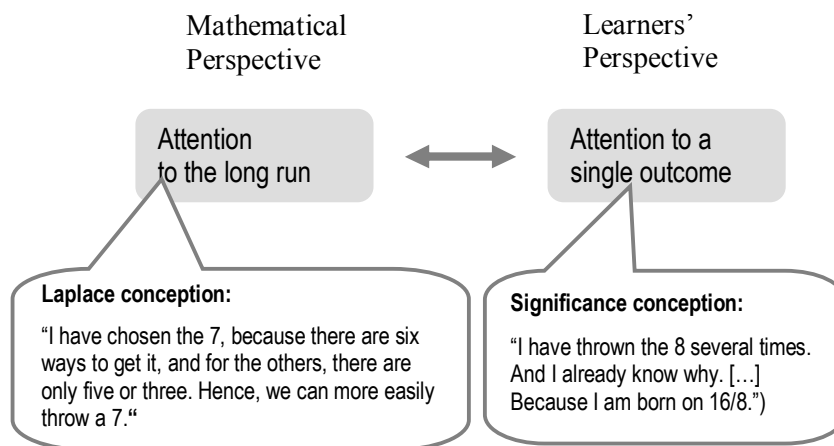 Mathematical
Perspective
Learners’
Perspective
Attention
to the long run
Attention to a
single outcome
Laplace conception:
“I have chosen the 7, because there are six
ways to get it, and for the others, there are
only five or three. Hence, we can more easily
throw a 7.“
Significance conception:
“I have thrown the 8 several times.
And I already know why. […]
Because I am born on 16/8.”)